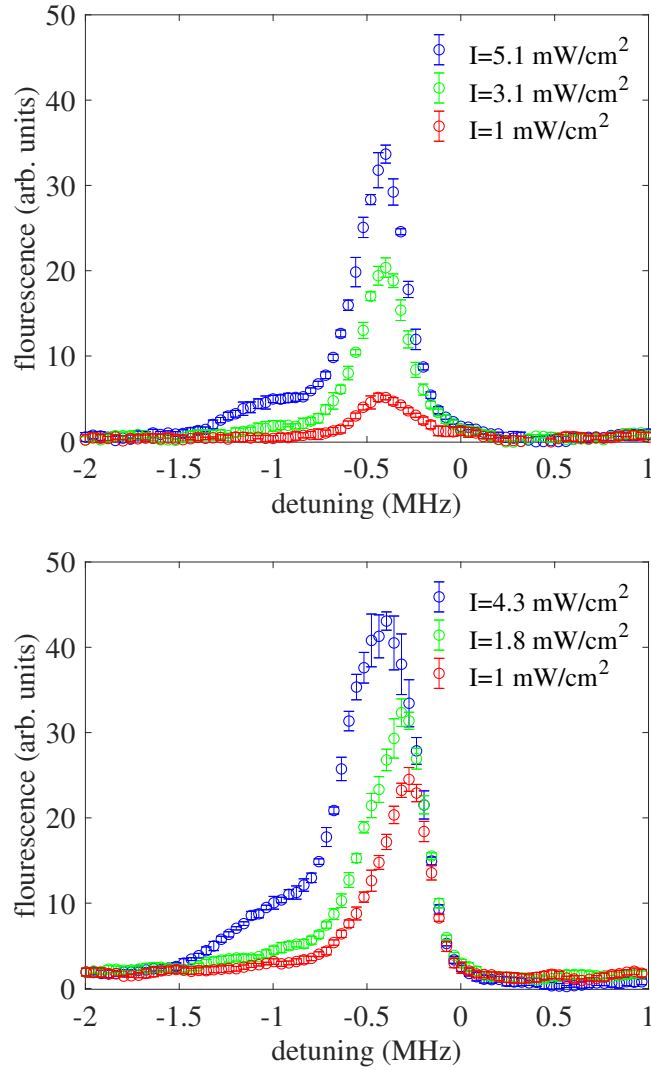 50
40
30
20
10
0
flourescence (arb. units)
I=5.1 mW/cm²
I=3.1 mW/cm²
I=1 mW/cm²
-2 -1.5 -1 -0.5 0 0.5 1
detuning (MHz)
50
40
30
20
10
0
flourescence (arb. units)
I=4.3 mW/cm²
I=1.8 mW/cm²
I=1 mW/cm²
-2 -1.5 -1 -0.5 0 0.5 1
detuning (MHz)